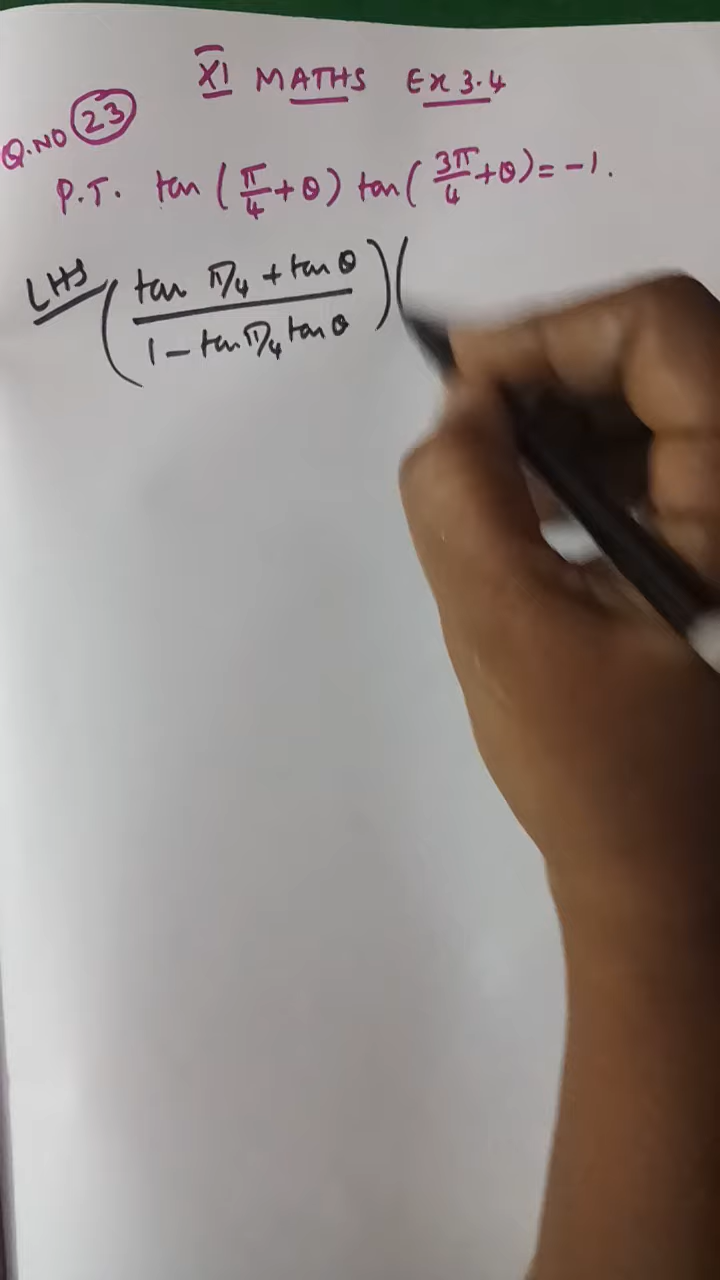 XI MATHS Ex 3.4
Q.NO 23
P.T. tan (π/4 + θ) tan (3π/4 + θ) = -1.
LHS (tan π/4 + tan θ / 1 - tan π/4 tan θ) (